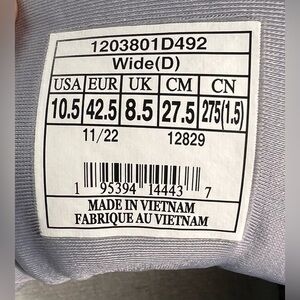 1203801D492
Wide(D)
USA EUR UK CM CN
10.5 42.5 8.5 27.5 275(1.5)
11/22 12829
1 95394 14443 7
MADE IN VIETNAM
FABRIQUE AU VIETNAM